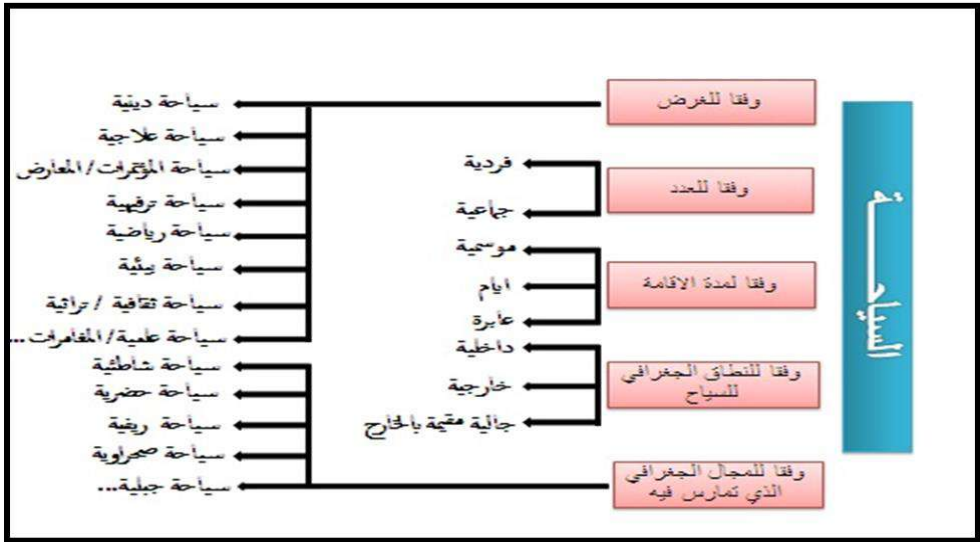 السياحـــة
وفقا للغرض
سياحة دينية
سياحة علاجية
سياحة المؤتمرات/المعارض
سياحة ترفيهية
سياحة رياضية
سياحة بيئية
سياحة ثقافية / تراثية
سياحة علمية/ المغامرات...
وفقا للعدد
فردية
جماعية
وفقا لمدة الاقامة
موسمية
ايام
عابرة
وفقا للنطاق الجغرافي
للسياح
داخلية
خارجية
جالية مقيمة بالخارج
وفقا للمجال الجغرافي
الذي تمارس فيه
سياحة شاطئية
سياحة حضرية
سياحة ريفية
سياحة صحراوية
سياحة جبلية...